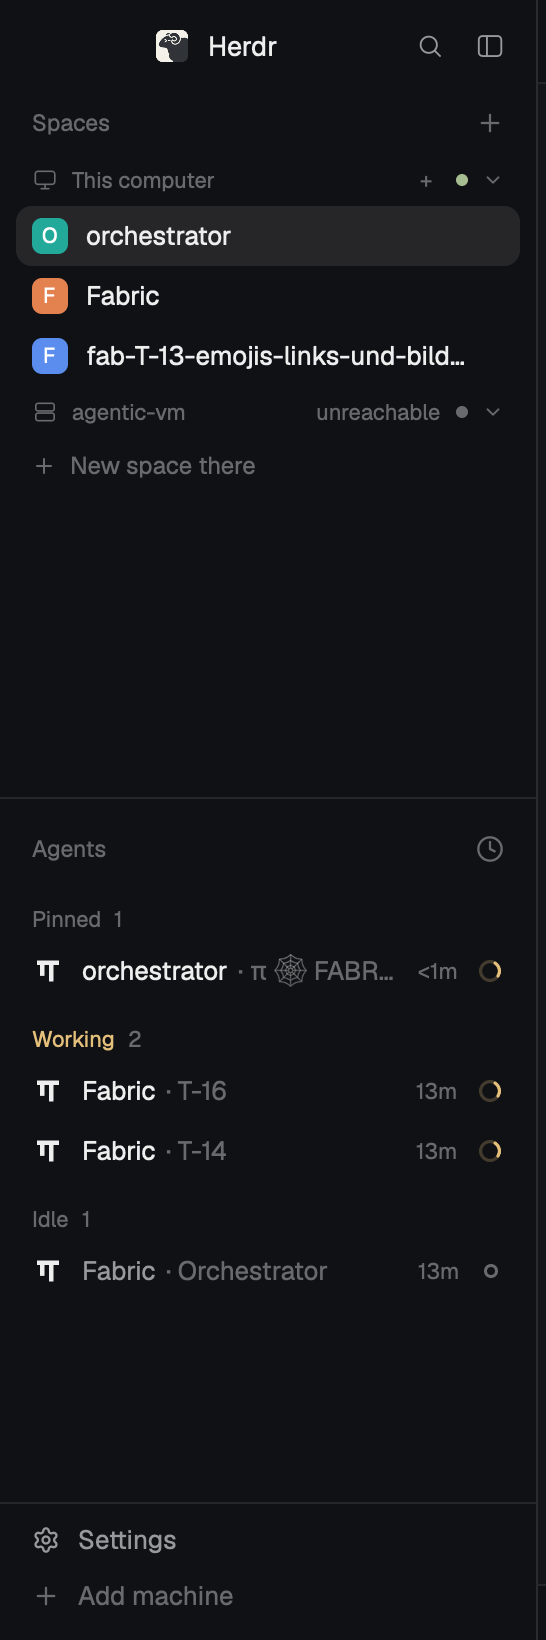 Herdr
Spaces
This computer
O orchestrator
F Fabric
F fab-T-13-emojis-links-und-bild...
agentic-vm unreachable
New space there
Agents
Pinned 1
orchestrator · π 🕸 FABR... <1m
Working 2
Fabric · T-16 13m
Fabric · T-14 13m
Idle 1
Fabric · Orchestrator 13m
Settings
Add machine